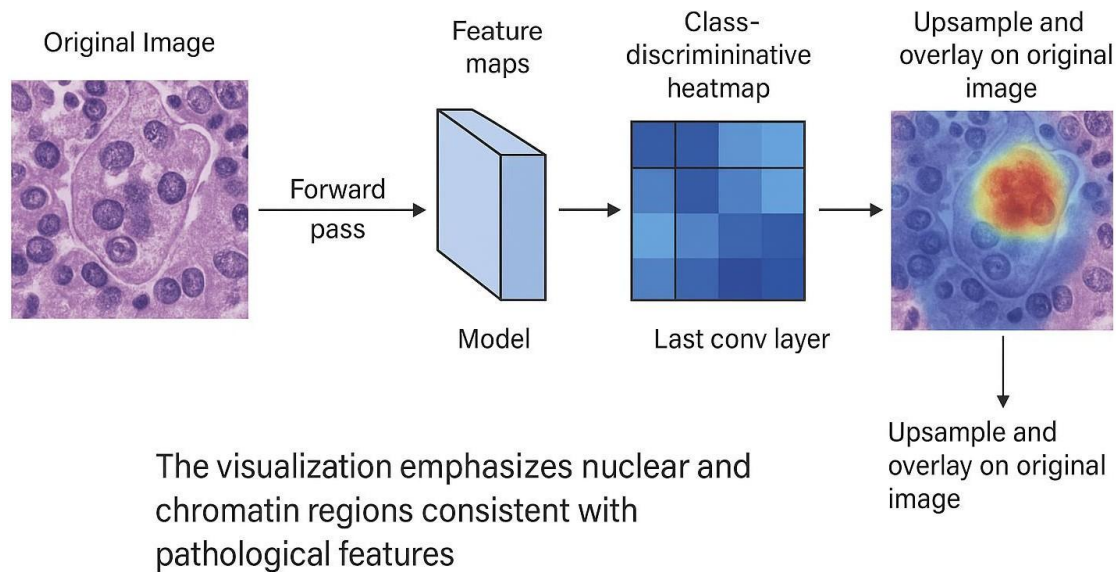 Original Image
Forward
pass
Feature
maps
Model
Class-
discrimininative
heatmap
Last conv layer
Upsample and
overlay on original
image
Upsample and
overlay on original
image
The visualization emphasizes nuclear and
chromatin regions consistent with
pathological features